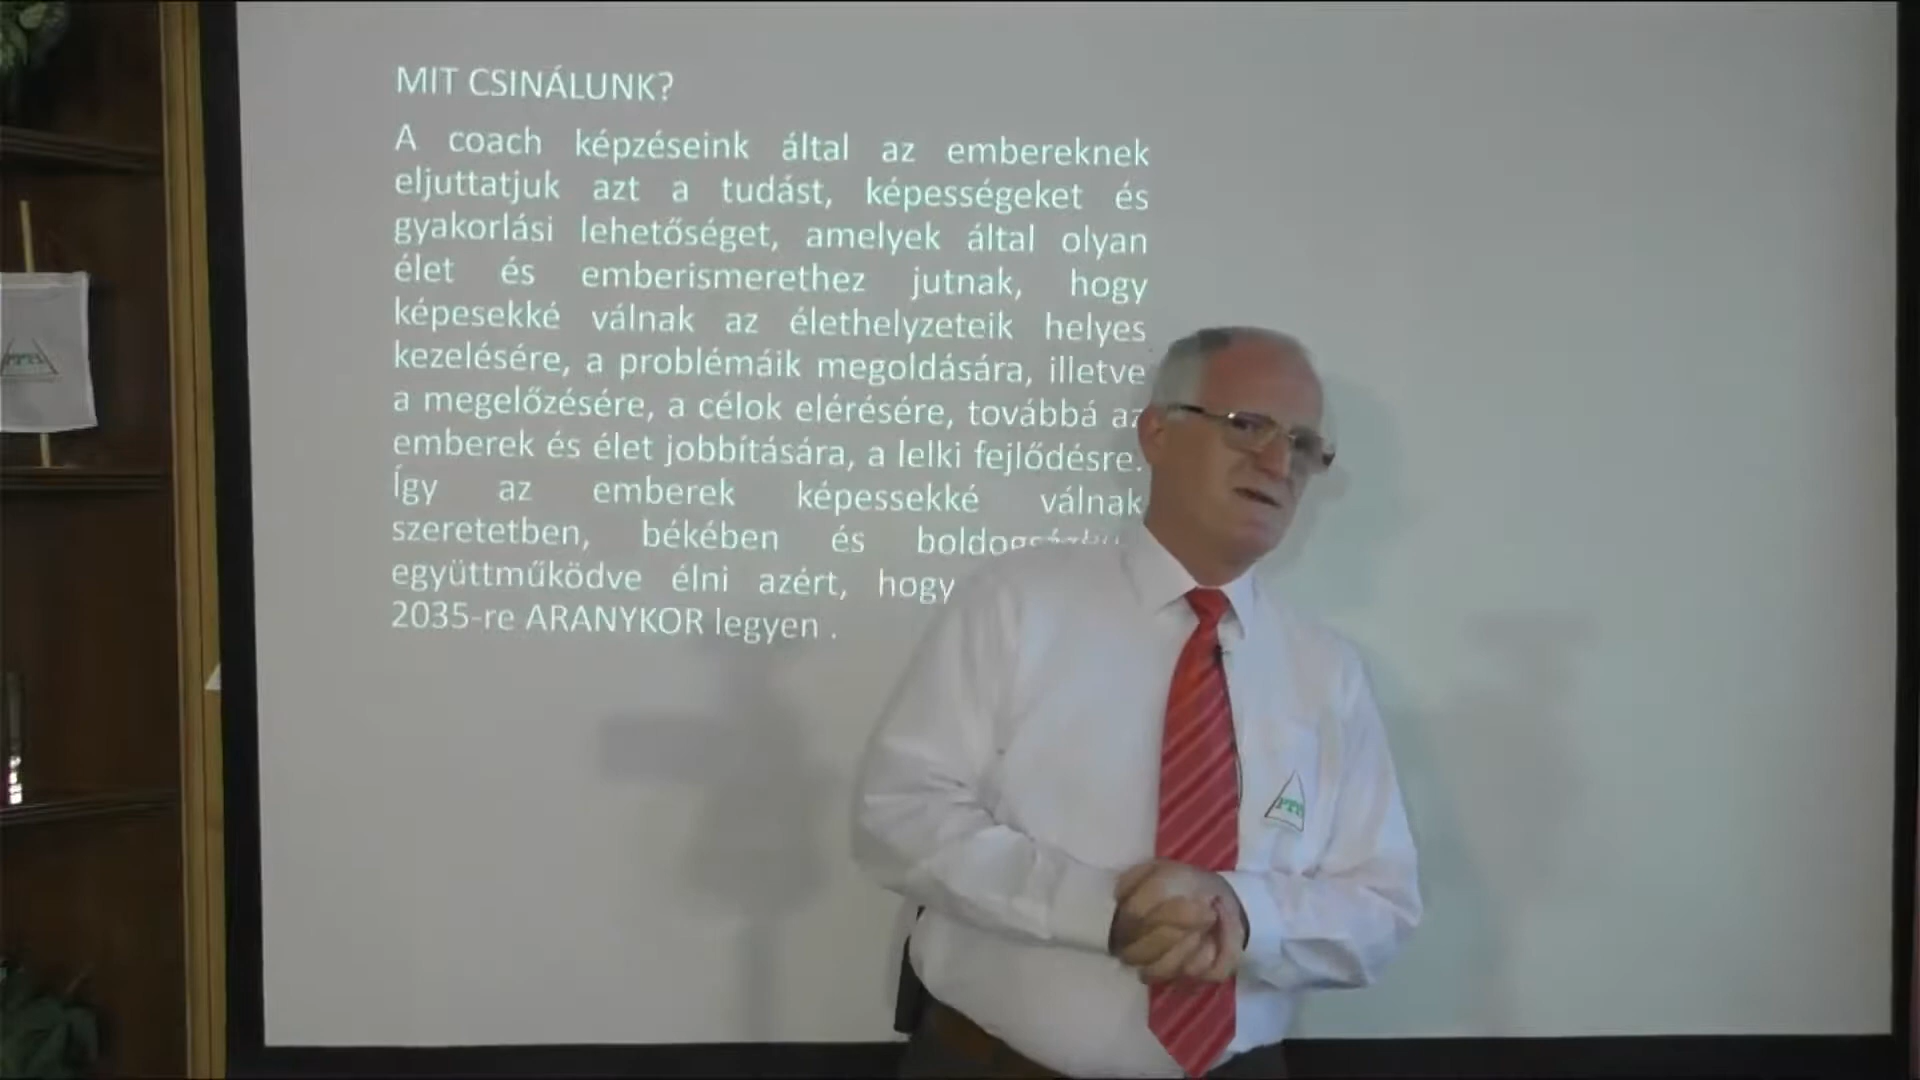 MIT CSINÁLUNK?
A coach képzéseink által az embereknek
eljuttatjuk azt a tudást, képességeket és
gyakorlási lehetőséget, amelyek által olyan
élet és emberismerethez jutnak, hogy
képesekké válnak az élethelyzeteik helyes
kezelésére, a problémáik megoldására, illetve
a megelőzésére, a célok elérésére, továbbá az
emberek és élet jobbítására, a lelki fejlődésre.
Így az emberek képessekké válnak
szeretetben, békében és
együttműködve élni azért, hogy
2035-re ARANYKOR legyen .